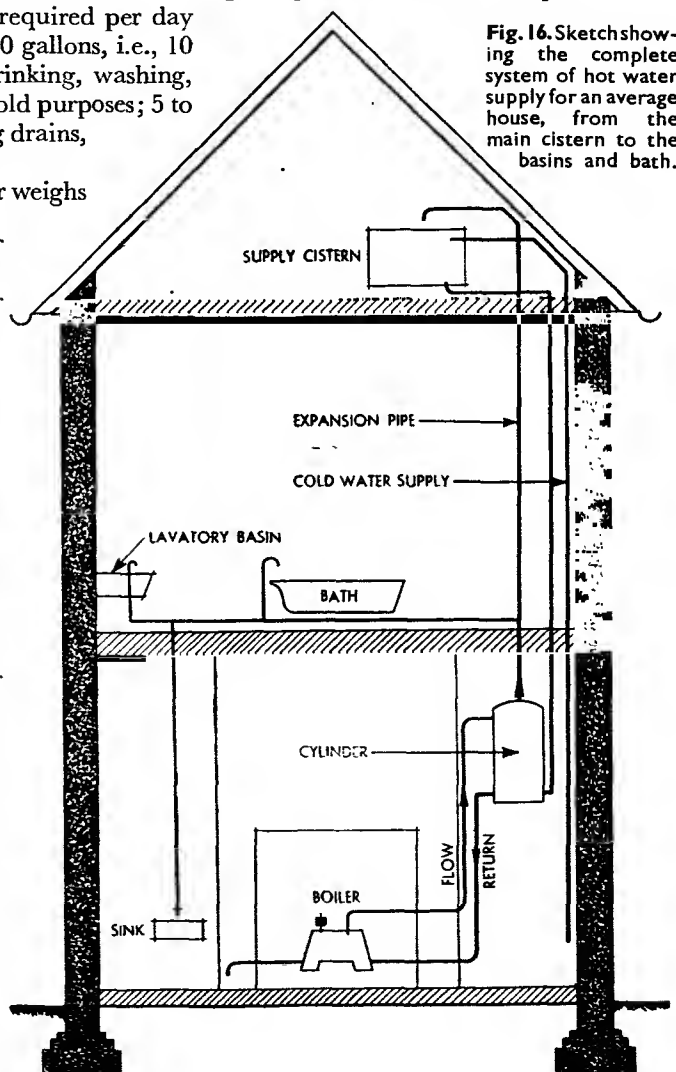 required per day
0 gallons, i.e., 10
rinking, washing,
old purposes; 5 to
g drains,
r weighs
Fig. 16. Sketch show-
ing the complete
system of hot water
supply for an average
house, from the
main cistern to the
basins and bath.
SUPPLY CISTERN
EXPANSION PIPE
COLD WATER SUPPLY
LAVATORY BASIN
BATH
CYLINDER
FLOW
RETURN
BOILER
SINK